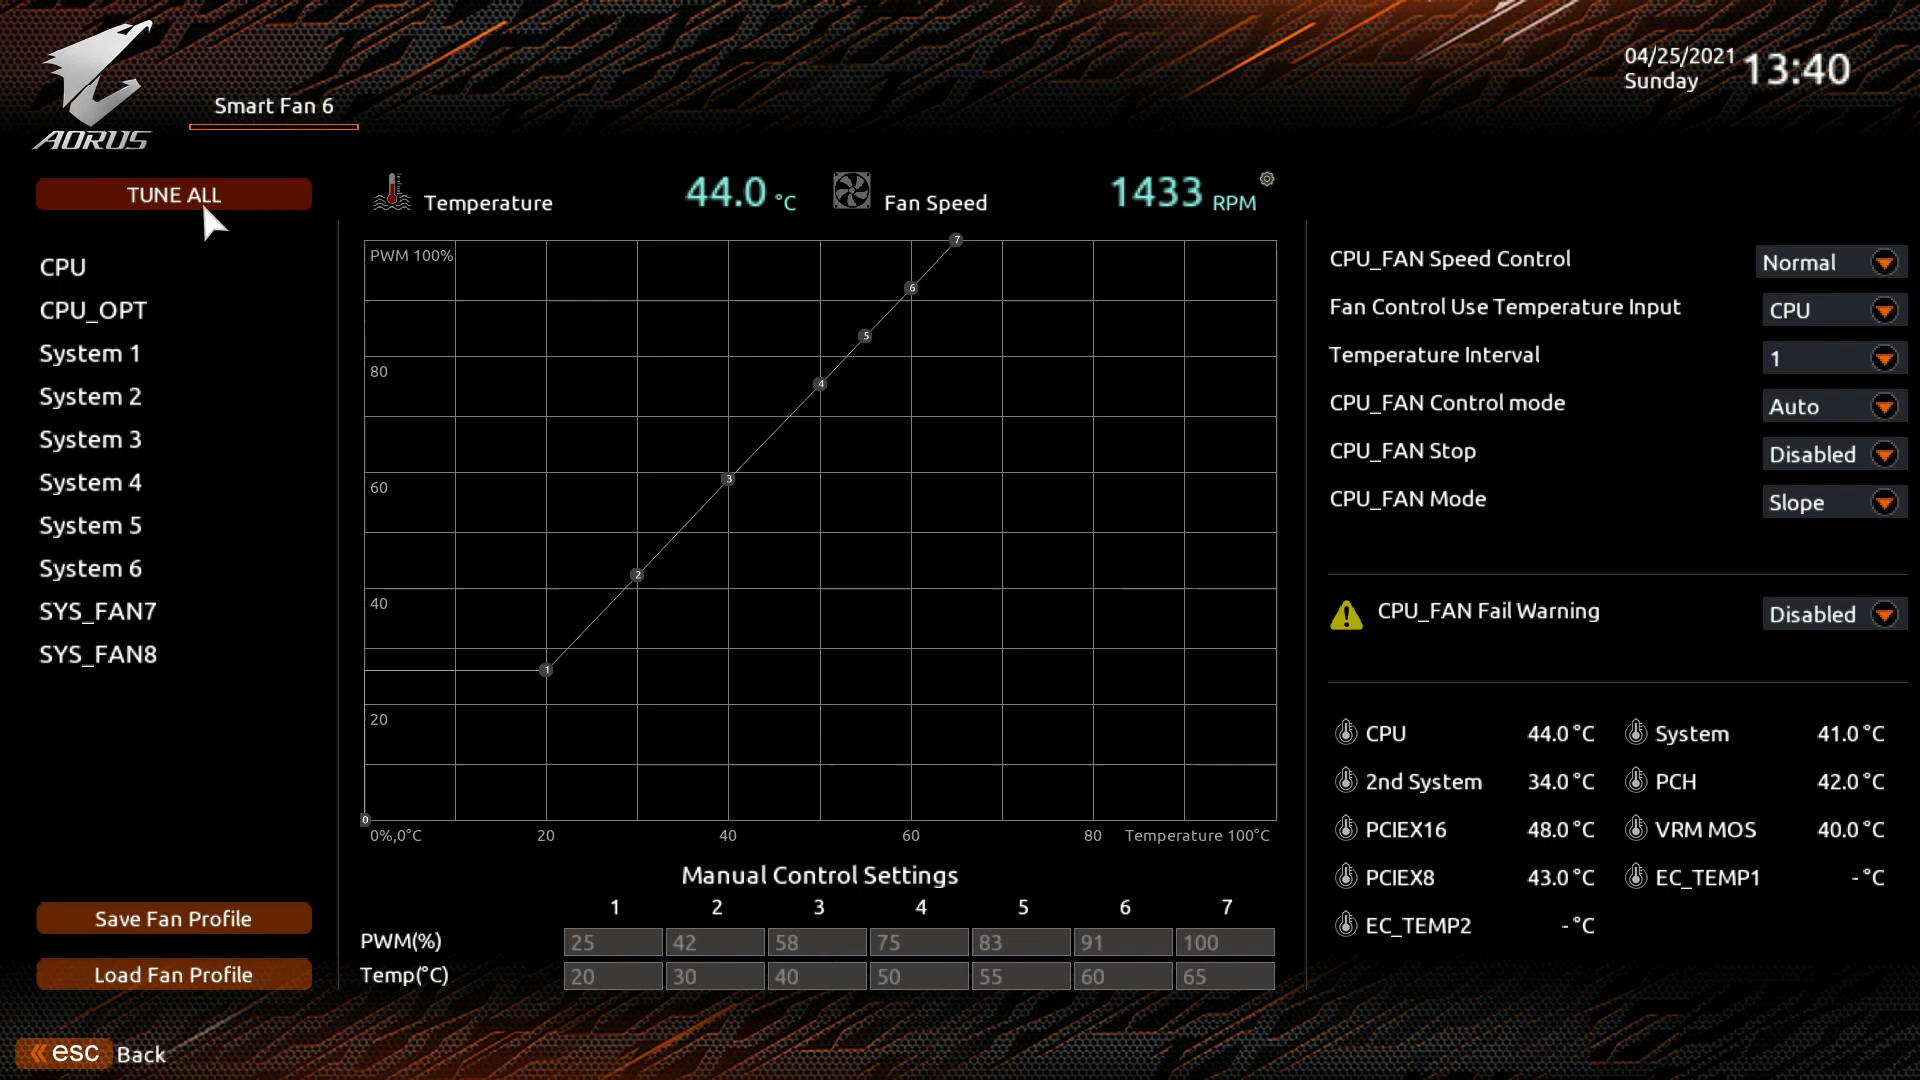 AORUS
Smart Fan 6
04/25/2021
Sunday
13:40
TUNE ALL
CPU
CPU_OPT
System 1
System 2
System 3
System 4
System 5
System 6
SYS_FAN7
SYS_FAN8
Save Fan Profile
Load Fan Profile
Temperature 44.0 °C Fan Speed 1433 RPM
PWM 100%
80
60
40
20
0 1 2 3 4 5 6 7
0%,0°C 20 40 60 80 Temperature 100°C
Manual Control Settings
1 2 3 4 5 6 7
PWM(%) 25 42 58 75 83 91 100
Temp(°C) 20 30 40 50 55 60 65
CPU_FAN Speed Control Normal
Fan Control Use Temperature Input CPU
Temperature Interval 1
CPU_FAN Control mode Auto
CPU_FAN Stop Disabled
CPU_FAN Mode Slope
CPU_FAN Fail Warning Disabled
CPU 44.0 °C System 41.0 °C
2nd System 34.0 °C PCH 42.0 °C
PCIEX16 48.0 °C VRM MOS 40.0 °C
PCIEX8 43.0 °C EC_TEMP1 - °C
EC_TEMP2 - °C
esc Back